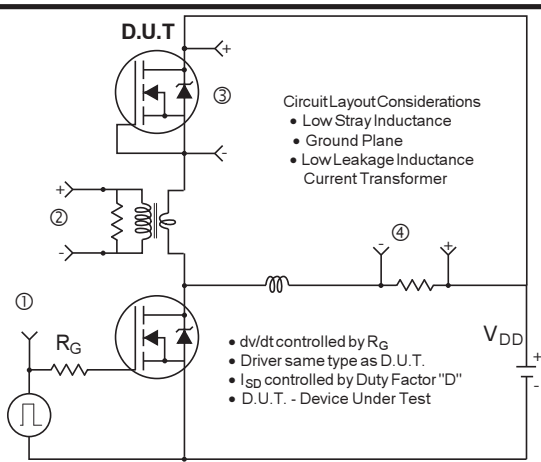 D.U.T
+
③
-
Circuit Layout Considerations
• Low Stray Inductance
• Ground Plane
• Low Leakage Inductance
Current Transformer
+
②
-
①
RG
- ④ +
VDD
+
-
• dv/dt controlled by RG
• Driver same type as D.U.T.
• ISD controlled by Duty Factor "D"
• D.U.T. - Device Under Test